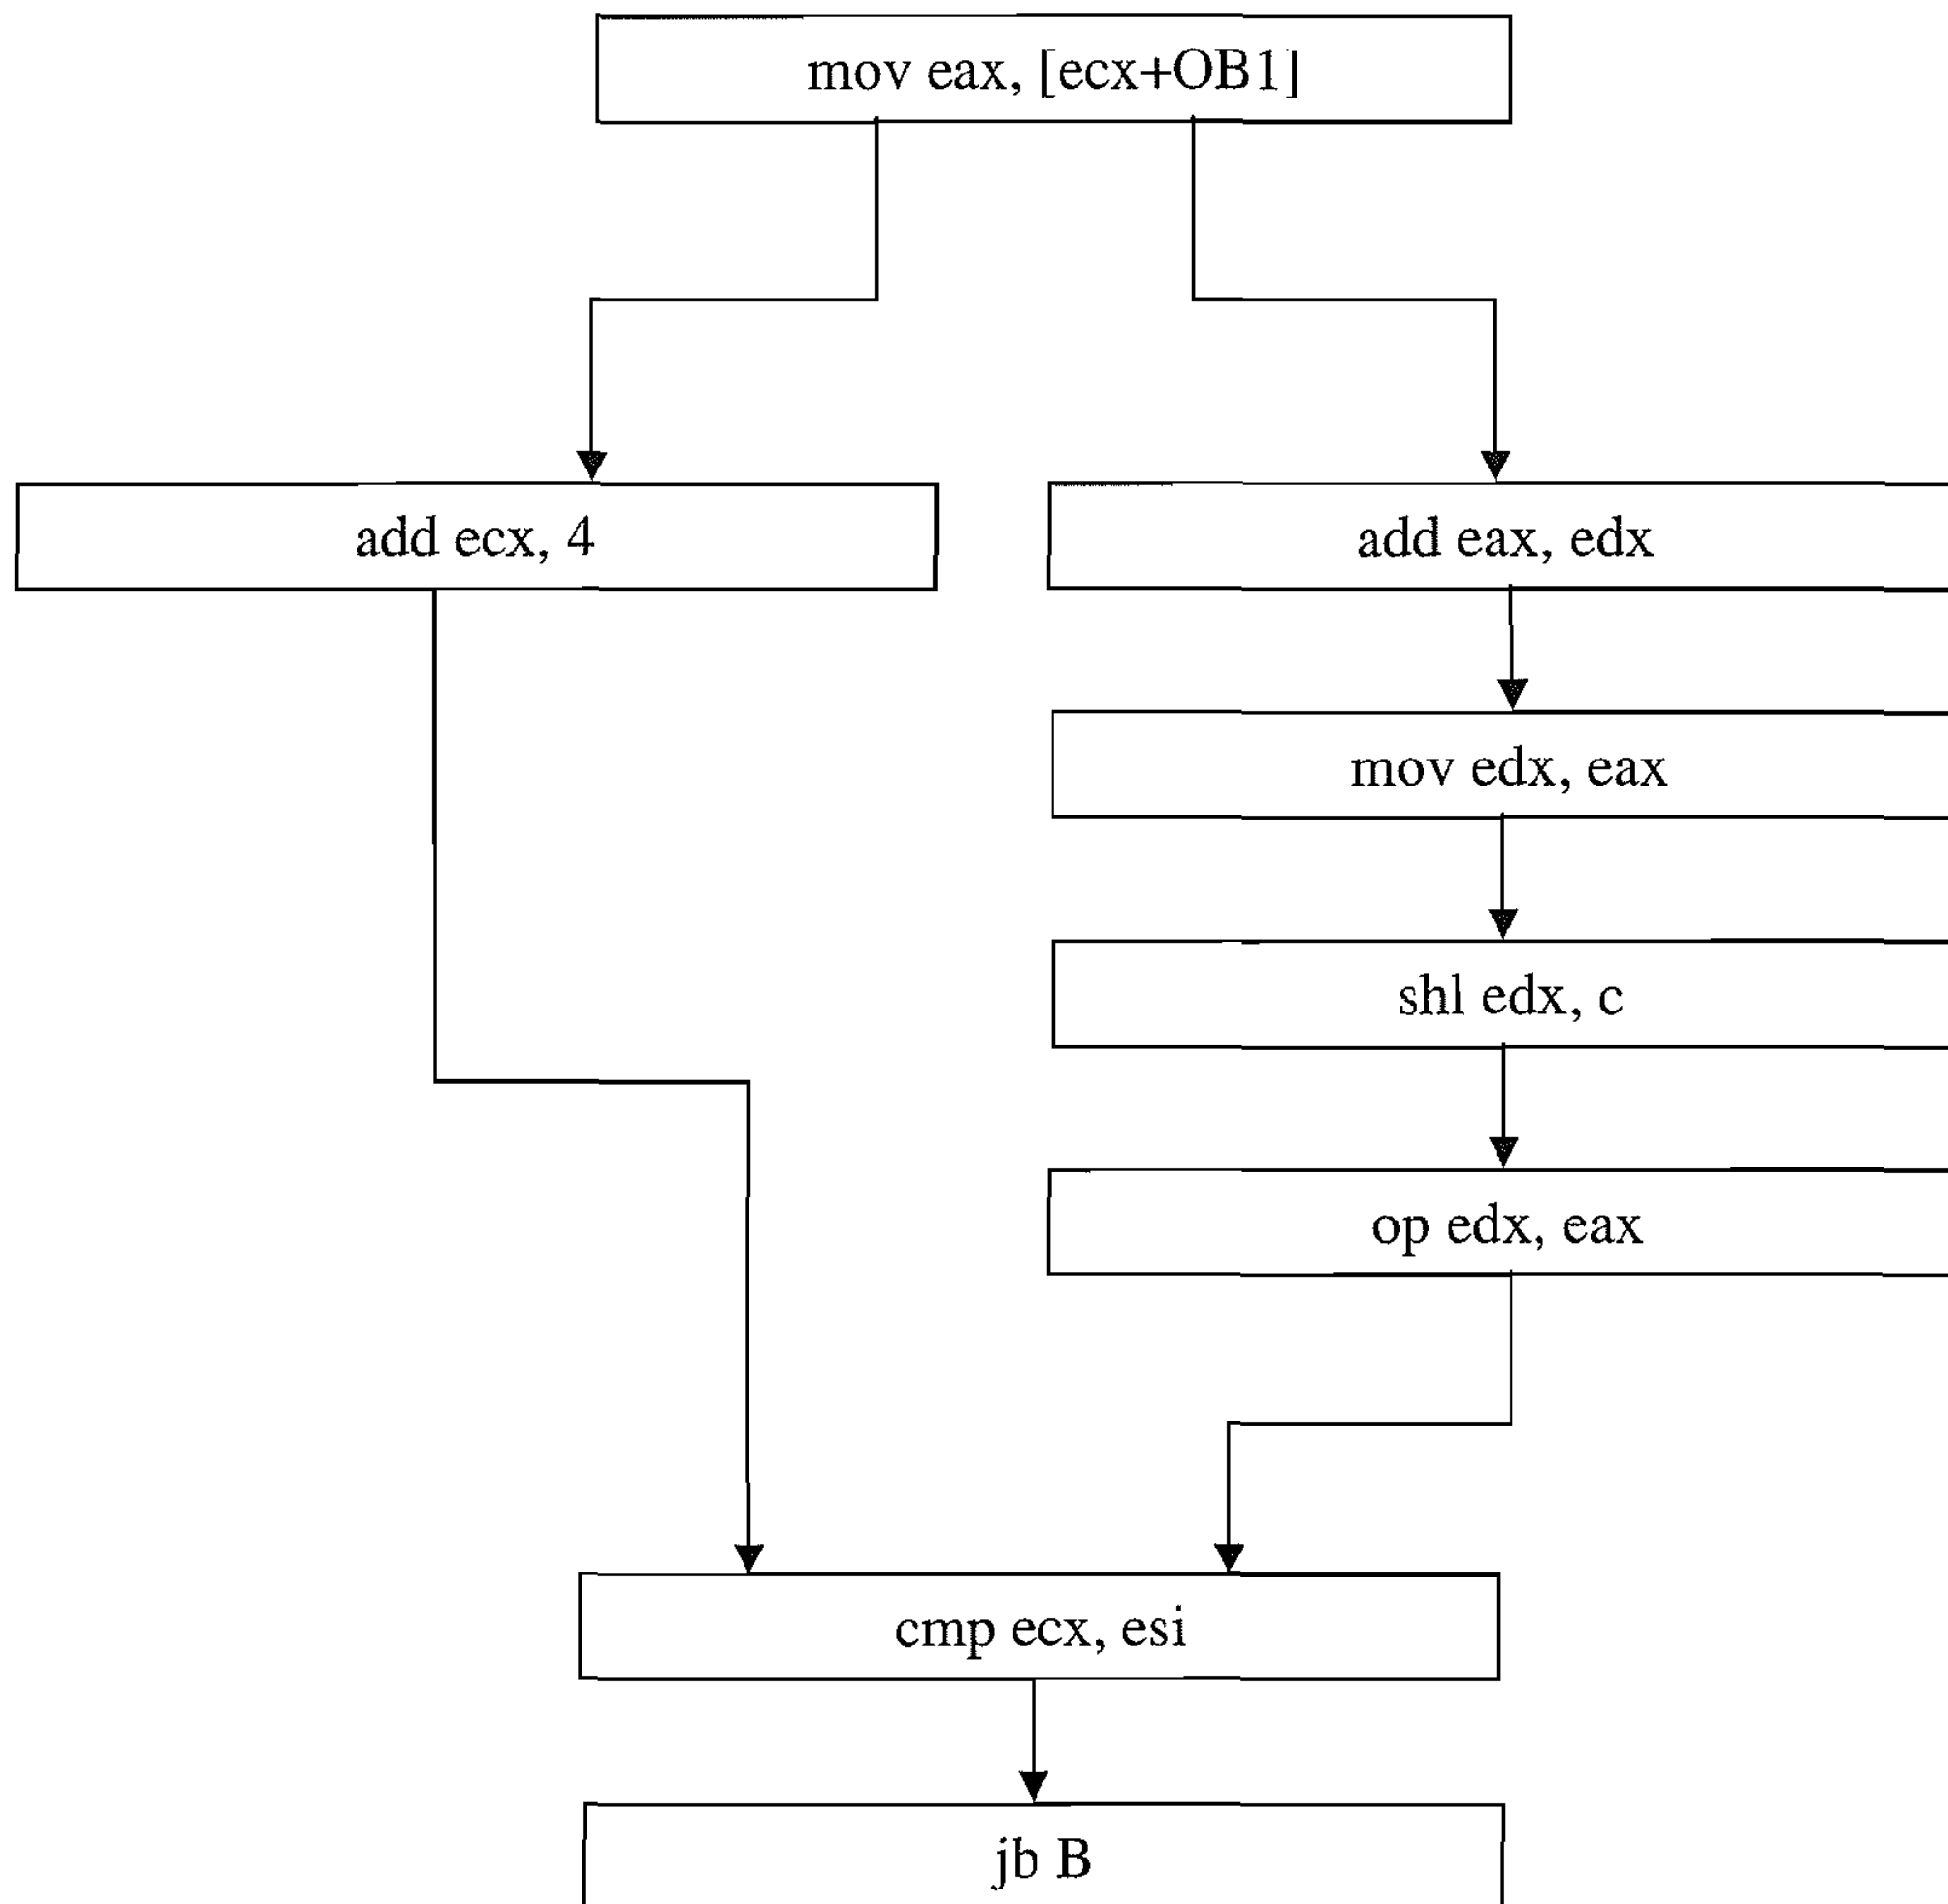 mov eax, [ecx+OB1]
add ecx, 4
add eax, edx
mov edx, eax
shl edx, c
op edx, eax
cmp ecx, esi
jb B